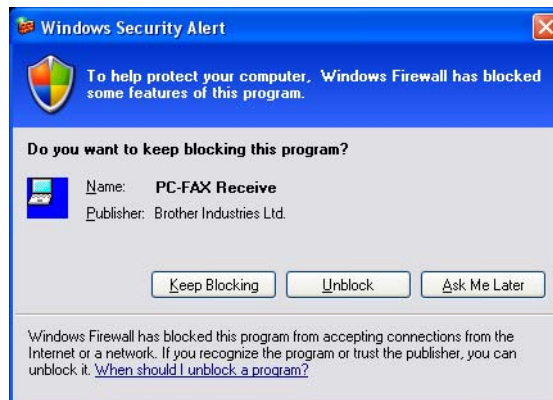 Windows Security Alert
To help protect your computer, Windows Firewall has blocked
some features of this program.
Do you want to keep blocking this program?
Name: PC-FAX Receive
Publisher: Brother Industries Ltd.
Keep Blocking Unblock Ask Me Later
Windows Firewall has blocked this program from accepting connections from the
Internet or a network. If you recognize the program or trust the publisher, you can
unblock it. When should I unblock a program?